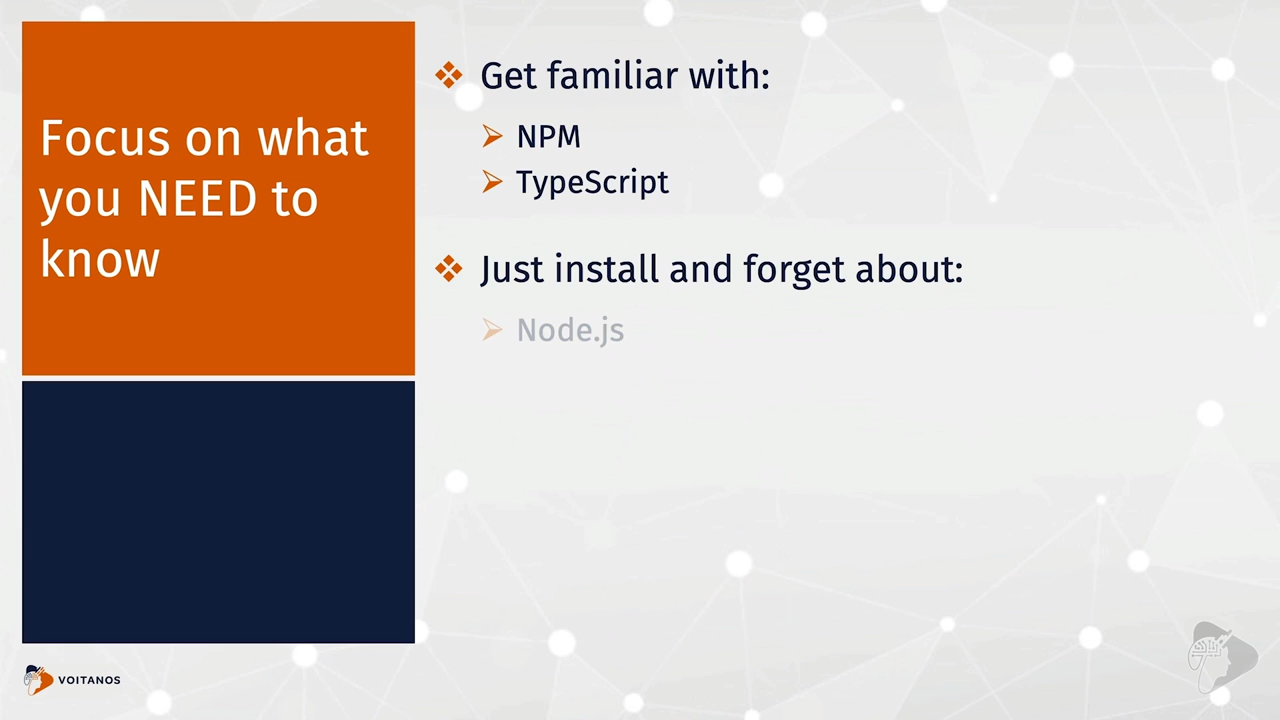 Focus on what
you NEED to
know
Get familiar with:
NPM
TypeScript
Just install and forget about:
Node.js
VOITANOS